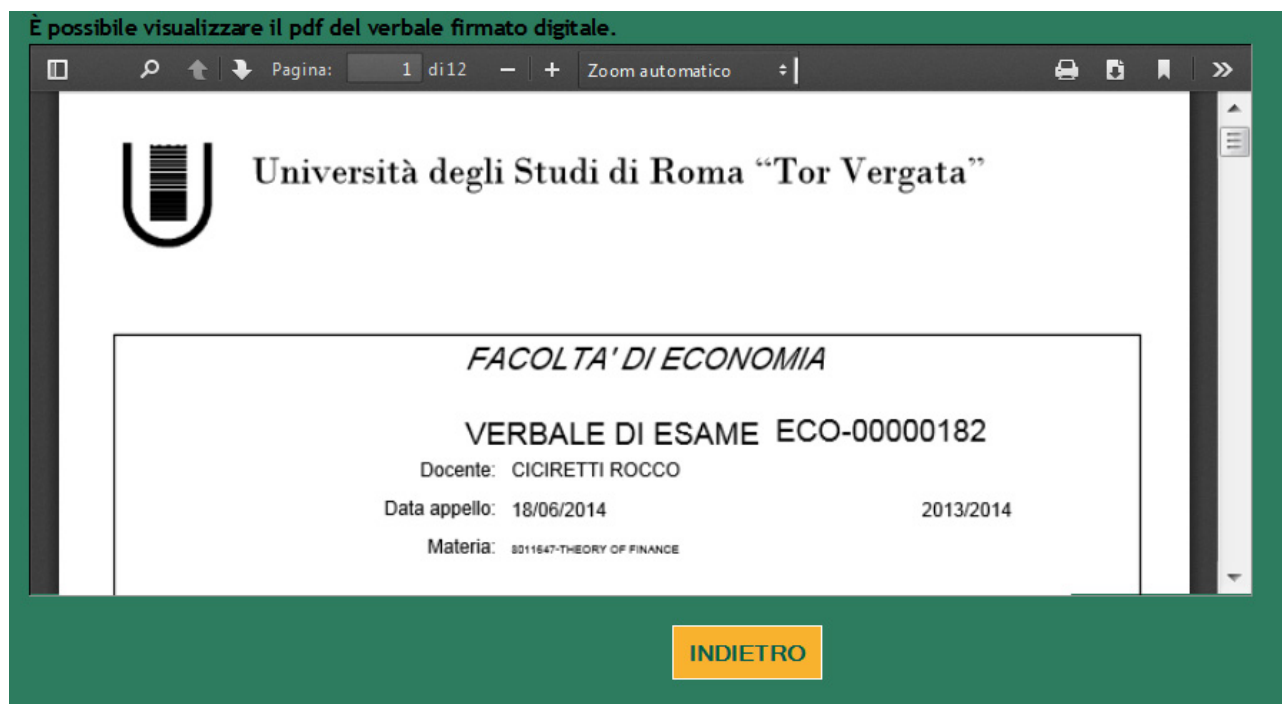 È possibile visualizzare il pdf del verbale firmato digitale.
Pagina: 1 di 12 Zoom automatico
Università degli Studi di Roma “Tor Vergata”
FACOLTA' DI ECONOMIA
VERBALE DI ESAME ECO-00000182
Docente: CICIRETTI ROCCO
Data appello: 18/06/2014 2013/2014
Materia: 8011647-THEORY OF FINANCE
INDIETRO